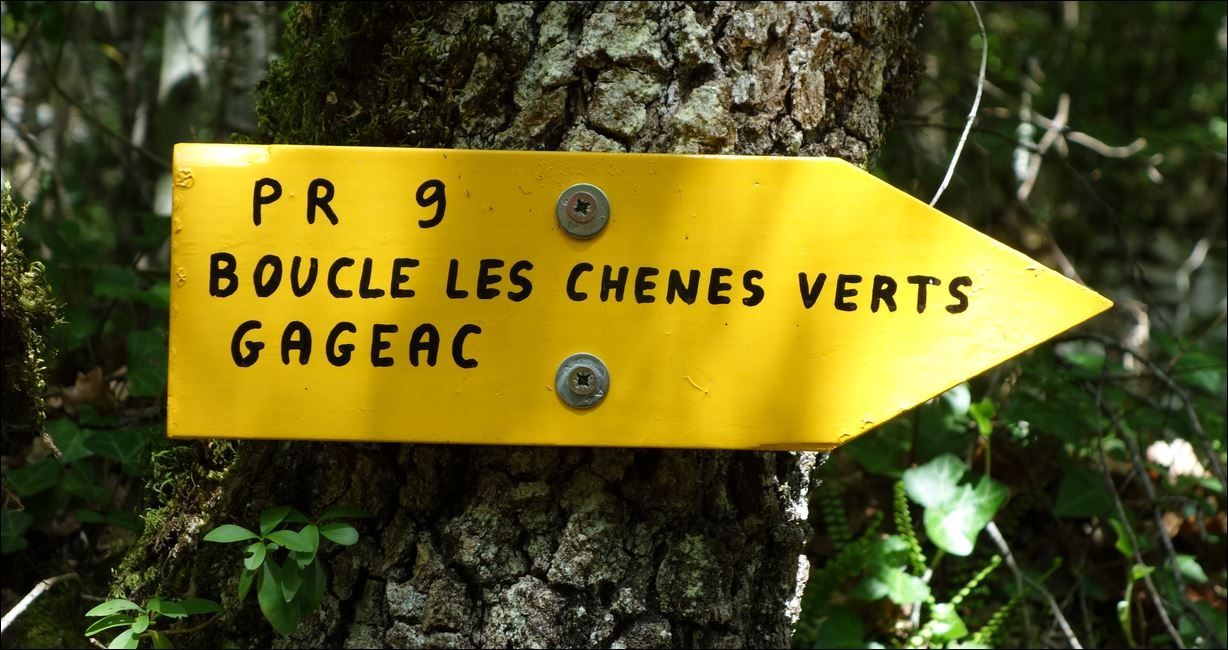 PR 9
BOUCLE LES CHENES VERTS
GAGEAC